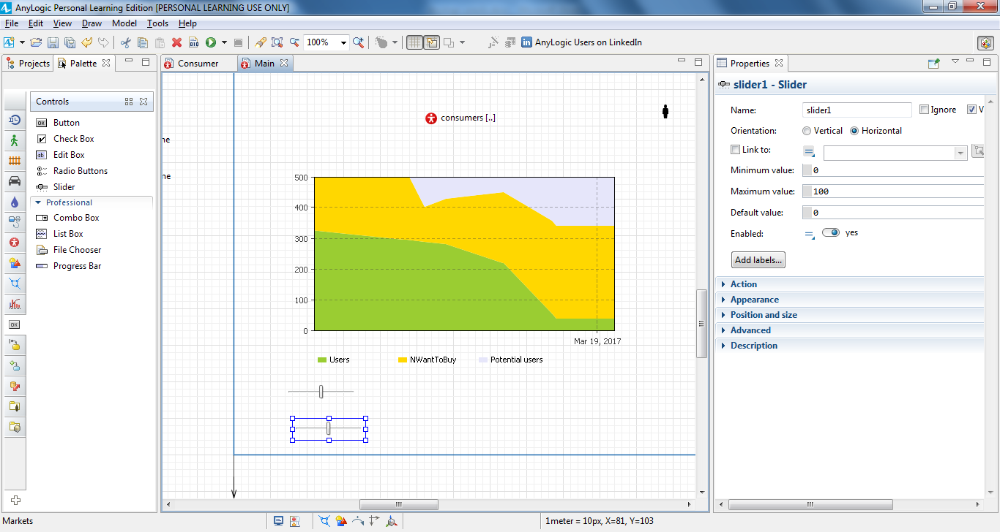 AnyLogic Personal Learning Edition [PERSONAL LEARNING USE ONLY]
File Edit View Draw Model Tools Help
100% AnyLogic Users on LinkedIn
Projects Palette
Consumer Main
Properties
Controls
Button
Check Box
Edit Box
Radio Buttons
Slider
Professional
Combo Box
List Box
File Chooser
Progress Bar
OK
consumers [..]
ne
ne
500
400
300
200
100
0
Mar 19, 2017
Users NWantToBuy Potential users
slider1 - Slider
Name: slider1 Ignore V
Orientation: Vertical Horizontal
Link to:
Minimum value: 0
Maximum value: 100
Default value: 0
Enabled: yes
Add labels...
Action
Appearance
Position and size
Advanced
Description
Markets
1meter = 10px, X=81, Y=103